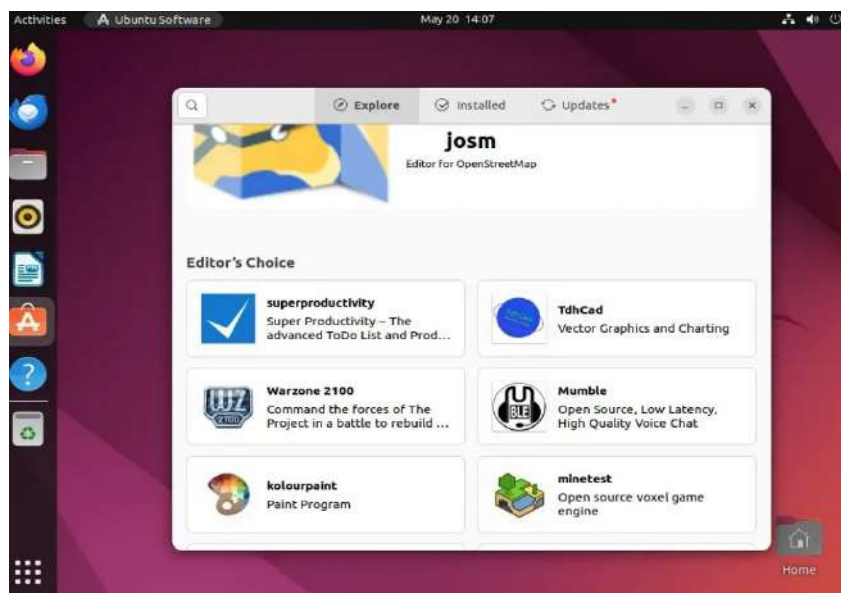 Activities
Ubuntu Software
May 20 14:07
Explore
Installed
Updates
josm
Editor for OpenStreetMap
Editor's Choice
superproductivity
Super Productivity – The
advanced ToDo List and Prod...
TdhCad
Vector Graphics and Charting
Warzone 2100
Command the forces of The
Project in a battle to rebuild ...
Mumble
Open Source, Low Latency,
High Quality Voice Chat
kolourpaint
Paint Program
minetest
Open source voxel game
engine
WZ
2100
BLE
Home